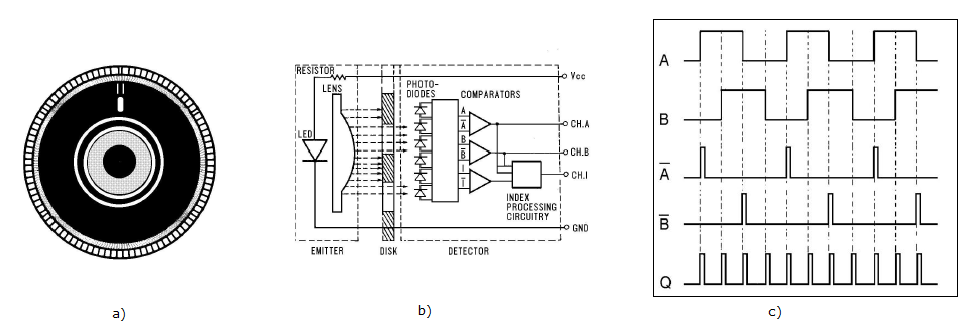 a)
RESISTOR
LENS
LED
PHOTO-
DIODES
COMPARATORS
A
A̅
B
B̅
I
I̅
Vcc
CH.A
CH.B
CH.I
INDEX
PROCESSING
CIRCUITRY
GND
EMITTER
DISK
DETECTOR
b)
A
B
A̅
B̅
Q
c)